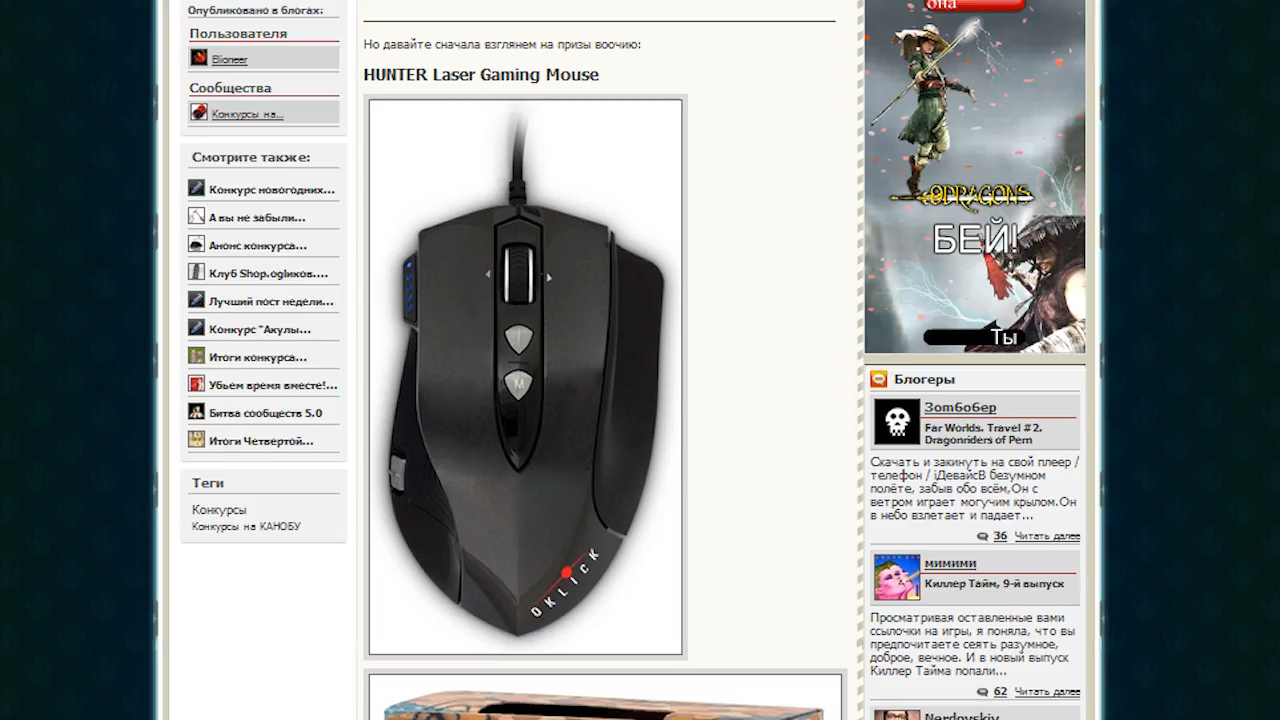 Опубликовано в блогах:
Пользователя
Elioneer
Сообщества
Конкурсы на...
Смотрите также:
Конкурс новогодних...
А вы не забыли...
Анонс конкурса...
Клуб Shop.oglиков....
Лучший пост недели...
Конкурс "Акулы...
Итоги конкурса...
Убьем время вместе!...
Битва сообществ 5.0
Итоги Четвертой...
Теги
Конкурсы
Конкурсы на КАНОБУ
Но давайте сначала взглянем на призы воочию:
HUNTER Laser Gaming Mouse
M
OKLICK
она
9DRAGONS
БЕЙ!
Ты
Блогеры
Зомбобер
Far Worlds. Travel #2.
Dragonriders of Pern
Скачать и закинуть на свой плеер /
телефон / iДевайсВ безумном
полёте, забыв обо всём,Он с
ветром играет могучим крылом.Он
в небо взлетает и падает...
36 Читать далее
мимими
Киллер Тайм, 9-й выпуск
Просматривая оставленные вами
ссылочки на игры, я поняла, что вы
предпочитаете сеять разумное,
доброе, вечное. И в новый выпуск
Киллер Тайма попали...
62 Читать далее
Nerdovskiy